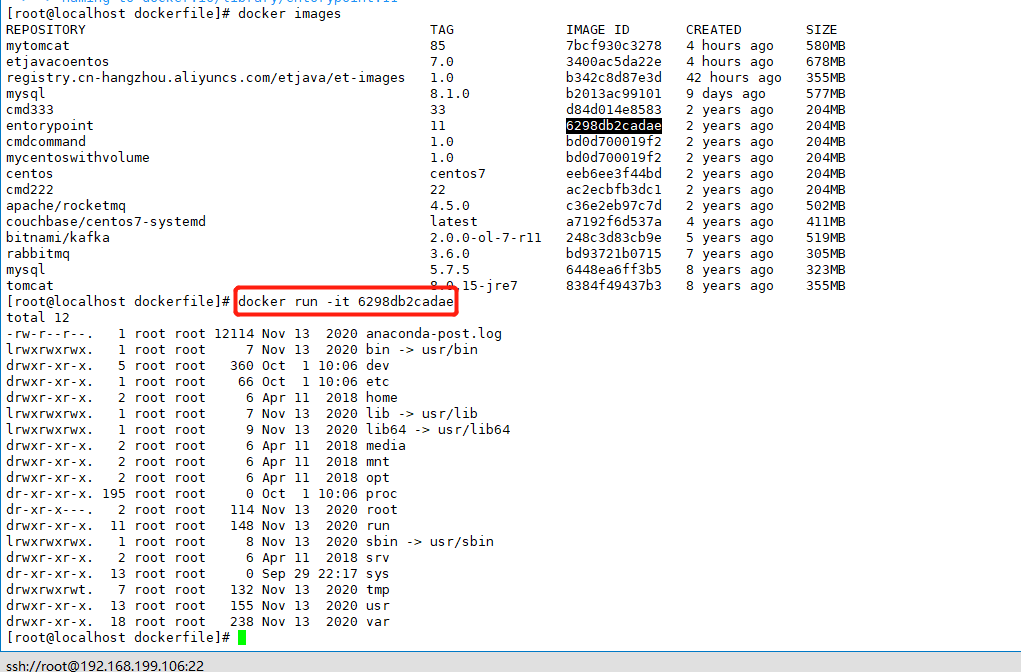 [root@localhost dockerfile]# docker images
REPOSITORY TAG IMAGE ID CREATED SIZE
mytomcat 85 7bcf930c3278 4 hours ago 580MB
etjavacoentos 7.0 3400ac5da22e 4 hours ago 678MB
registry.cn-hangzhou.aliyuncs.com/etjava/et-images 1.0 b342c8d87e3d 42 hours ago 355MB
mysql 8.1.0 b2013ac99101 9 days ago 577MB
cmd333 33 d84d014e8583 2 years ago 204MB
entorypoint 11 6298db2cadae 2 years ago 204MB
cmdcommand 1.0 bd0d700019f2 2 years ago 204MB
mycentoswithvolume 1.0 bd0d700019f2 2 years ago 204MB
centos centos7 eeb6ee3f44bd 2 years ago 204MB
cmd222 22 ac2ecbfb3dc1 2 years ago 204MB
apache/rocketmq 4.5.0 c36e2eb97c7d 2 years ago 502MB
couchbase/centos7-systemd latest a7192f6d537a 4 years ago 411MB
bitnami/kafka 2.0.0-ol-7-r11 248c3d83cb9e 5 years ago 519MB
rabbitmq 3.6.0 bd93721b0715 7 years ago 305MB
mysql 5.7.5 6448ea6ff3b5 8 years ago 323MB
tomcat 8.0.15-jre7 8384f49437b3 8 years ago 355MB
[root@localhost dockerfile]# docker run -it 6298db2cadae
total 12
-rw-r--r--. 1 root root 12114 Nov 13 2020 anaconda-post.log
lrwxrwxrwx. 1 root root 7 Nov 13 2020 bin -> usr/bin
drwxr-xr-x. 5 root root 360 Oct 1 10:06 dev
drwxr-xr-x. 1 root root 66 Oct 1 10:06 etc
drwxr-xr-x. 2 root root 6 Apr 11 2018 home
lrwxrwxrwx. 1 root root 7 Nov 13 2020 lib -> usr/lib
lrwxrwxrwx. 1 root root 9 Nov 13 2020 lib64 -> usr/lib64
drwxr-xr-x. 2 root root 6 Apr 11 2018 media
drwxr-xr-x. 2 root root 6 Apr 11 2018 mnt
drwxr-xr-x. 2 root root 6 Apr 11 2018 opt
dr-xr-xr-x. 195 root root 0 Oct 1 10:06 proc
dr-xr-x---. 2 root root 114 Nov 13 2020 root
drwxr-xr-x. 11 root root 148 Nov 13 2020 run
lrwxrwxrwx. 1 root root 8 Nov 13 2020 sbin -> usr/sbin
drwxr-xr-x. 2 root root 6 Apr 11 2018 srv
dr-xr-xr-x. 13 root root 0 Sep 29 22:17 sys
drwxrwxrwt. 7 root root 132 Nov 13 2020 tmp
drwxr-xr-x. 13 root root 155 Nov 13 2020 usr
drwxr-xr-x. 18 root root 238 Nov 13 2020 var
[root@localhost dockerfile]#
ssh://root@192.168.199.106:22